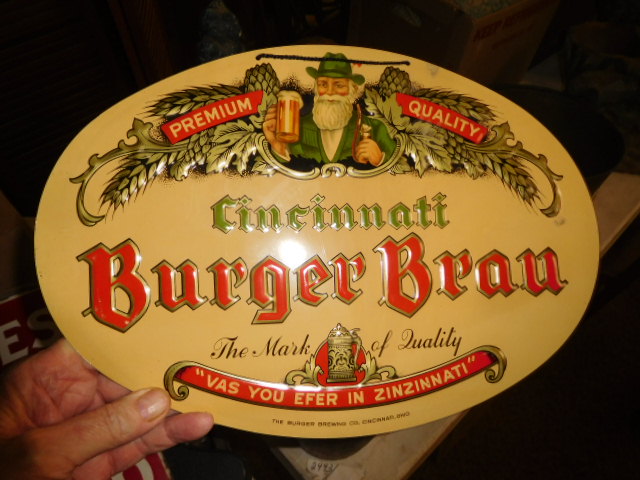 PREMIUM QUALITY
Cincinnati
Burger Brau
The Mark of Quality
"VAS YOU EFER IN ZINZINNATI"
THE BURGER BREWING CO. CINCINNATI, OHIO
ES